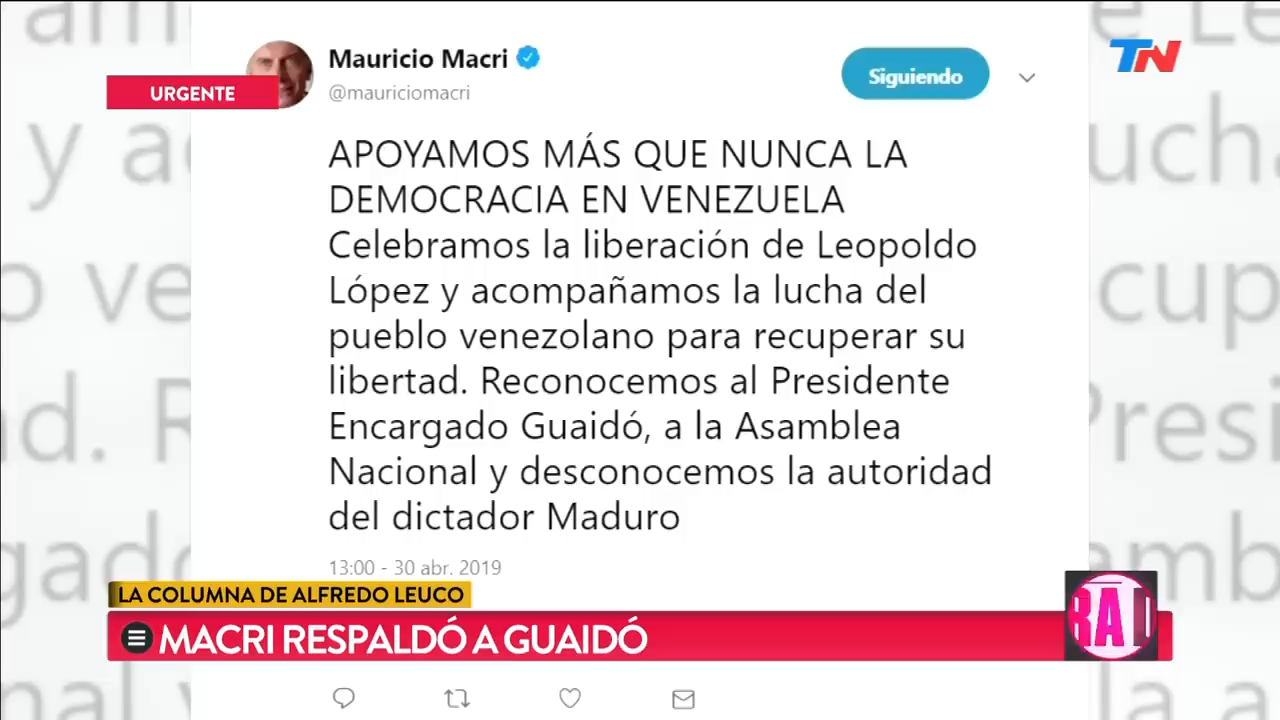 Mauricio Macri
@mauriciomacri
Siguiendo
TN
URGENTE
APOYAMOS MÁS QUE NUNCA LA
DEMOCRACIA EN VENEZUELA
Celebramos la liberación de Leopoldo
López y acompañamos la lucha del
pueblo venezolano para recuperar su
libertad. Reconocemos al Presidente
Encargado Guaidó, a la Asamblea
Nacional y desconocemos la autoridad
del dictador Maduro
13:00 - 30 abr. 2019
LA COLUMNA DE ALFREDO LEUCO
MACRI RESPALDÓ A GUAIDÓ